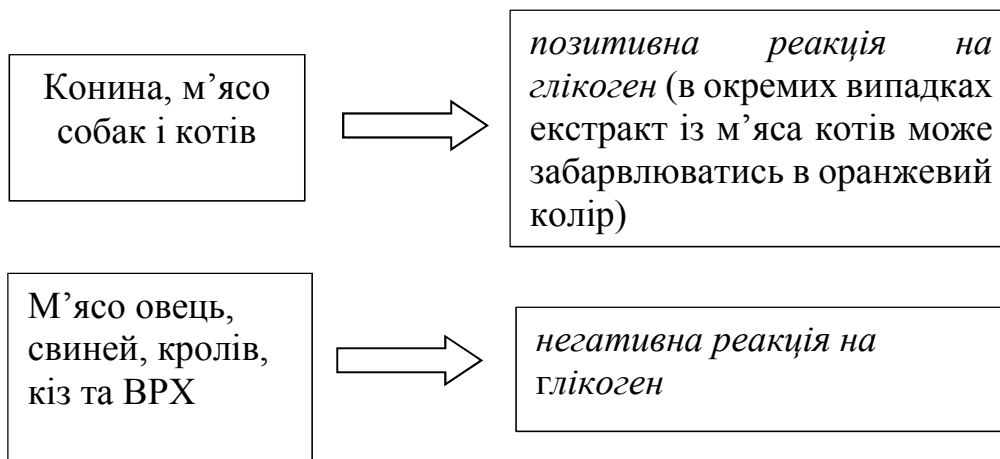 Конина, м’ясо
собак і котів
позитивна реакція на
глікоген (в окремих випадках
екстракт із м’яса котів може
забарвлюватись в оранжевий
колір)
М’ясо овець,
свиней, кролів,
кіз та ВРХ
негативна реакція на
глікоген